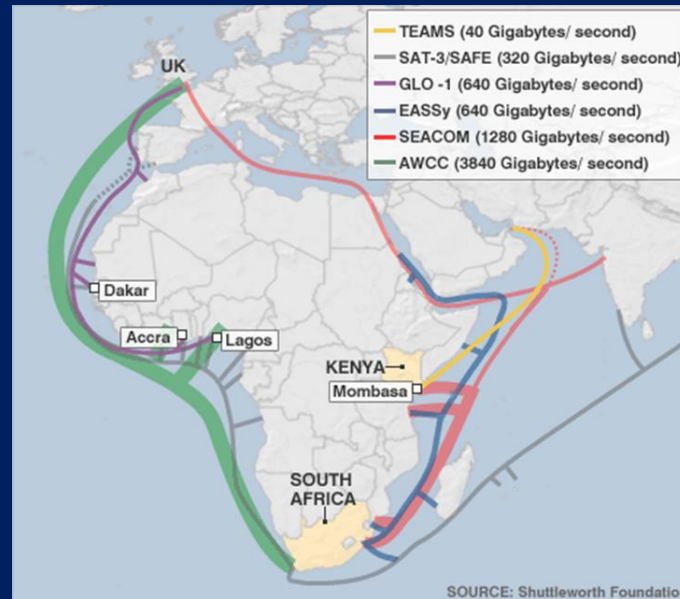 TEAMS (40 Gigabytes/ second)
SAT-3/SAFE (320 Gigabytes/ second)
GLO -1 (640 Gigabytes/ second)
EASSy (640 Gigabytes/ second)
SEACOM (1280 Gigabytes/ second)
AWCC (3840 Gigabytes/ second)
UK
Dakar
Accra
Lagos
KENYA
Mombasa
SOUTH
AFRICA
SOURCE: Shuttleworth Foundatio